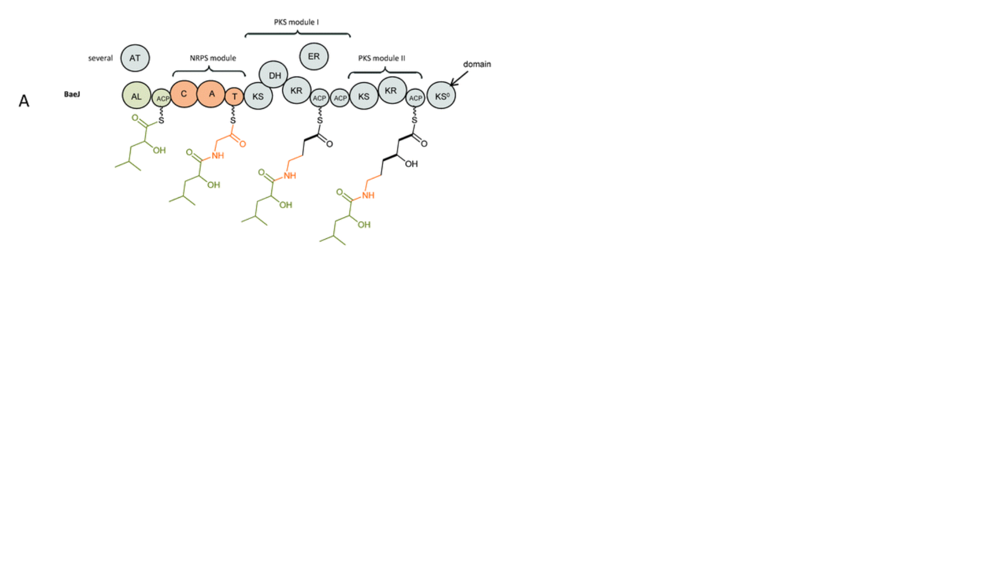 PKS module I
several
AT
NRPS module
ER
PKS module II
domain
A
BaeJ
AL
ACP
C
A
T
KS
DH
KR
ACP
ACP
KS
KR
ACP
KS⁰
S
S
S
S
O
OH
O
NH
O
OH
O
NH
O
OH
O
OH
NH
O
OH